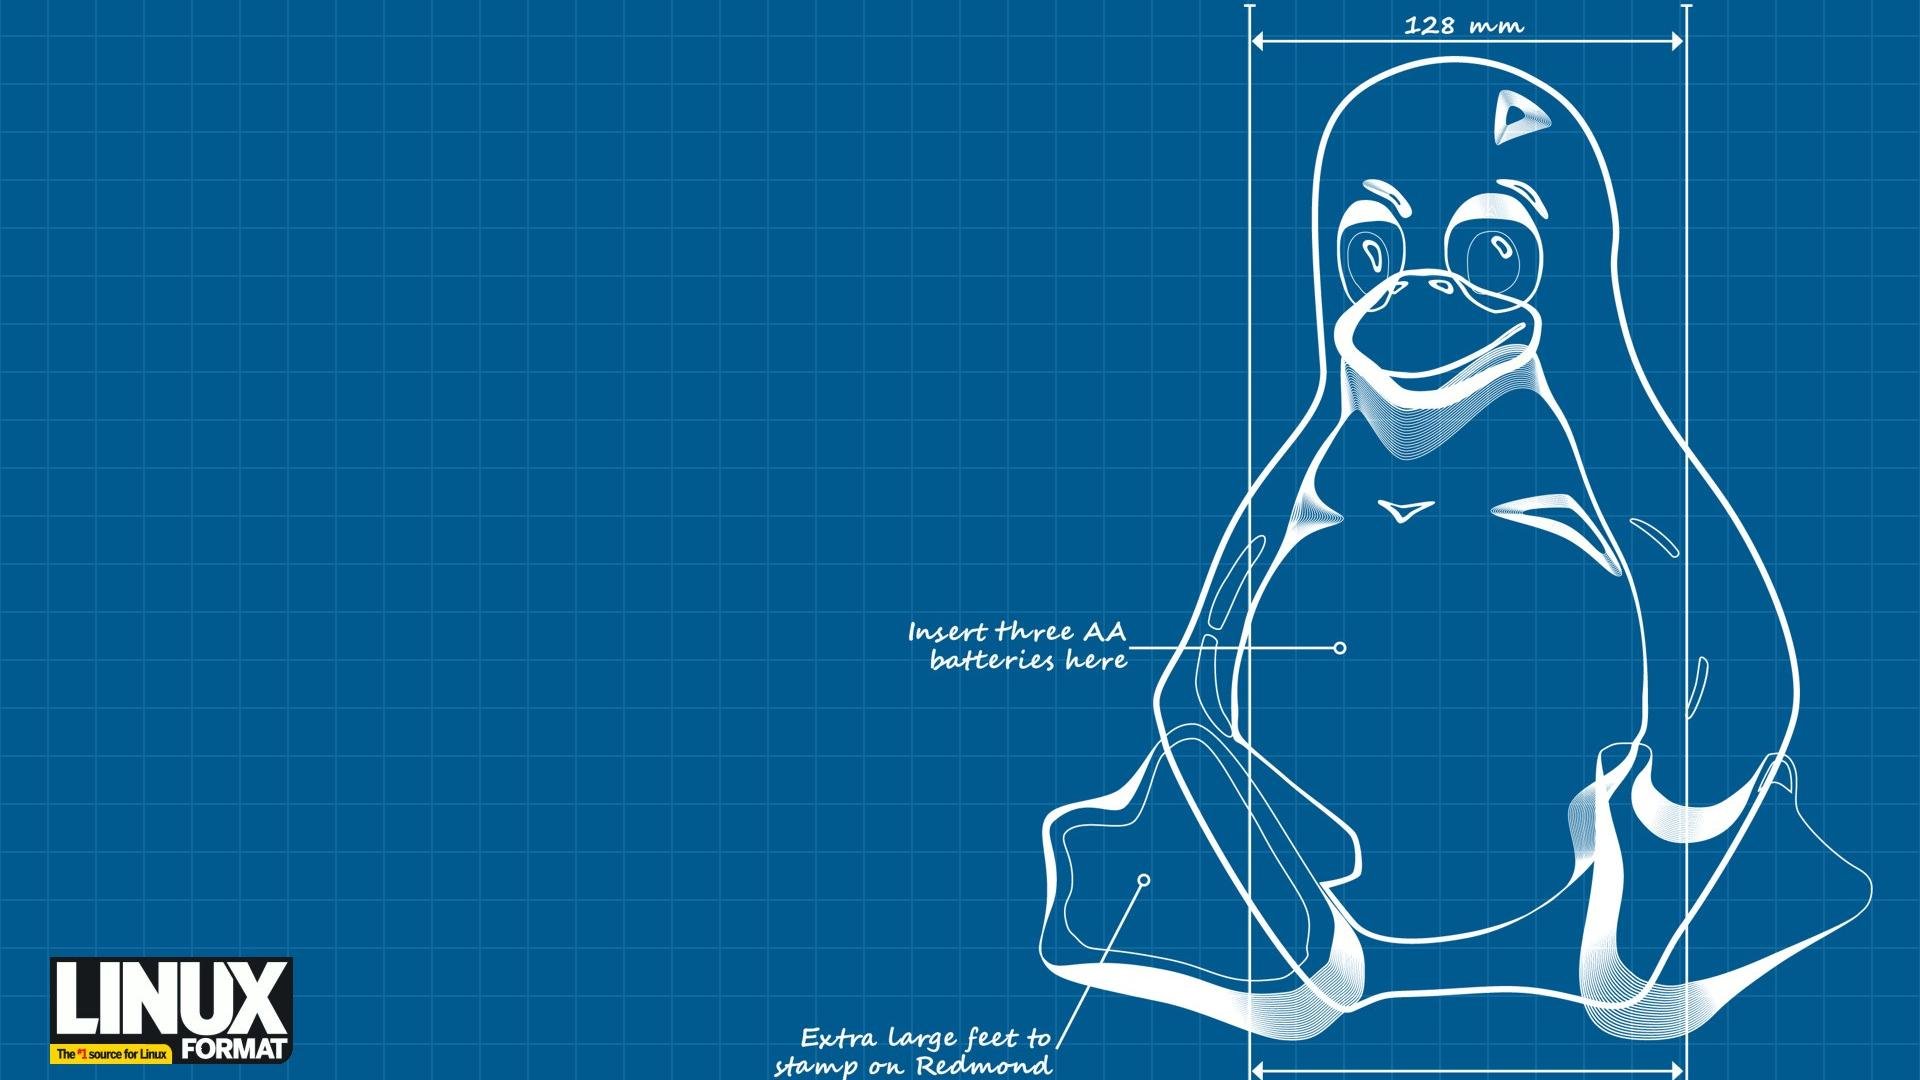 128 mm
Insert three AA
batteries here
Extra large feet to
stamp on Redmond
LINUX
FORMAT
The #1 source for Linux